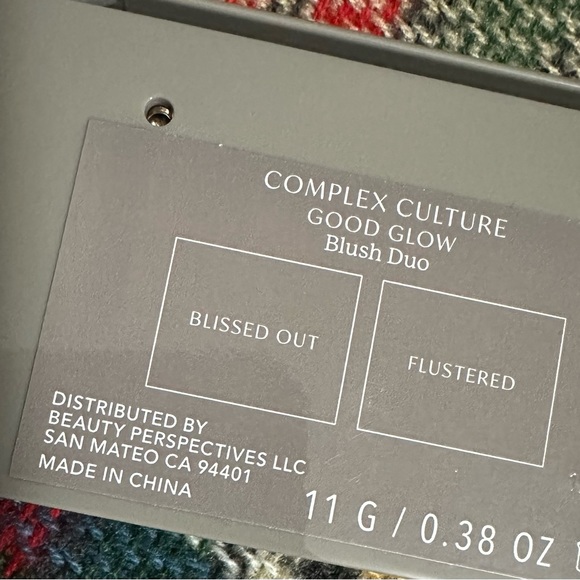 COMPLEX CULTURE
GOOD GLOW
Blush Duo
BLISSED OUT
FLUSTERED
DISTRIBUTED BY
BEAUTY PERSPECTIVES LLC
SAN MATEO CA 94401
MADE IN CHINA
11 G / 0.38 OZ